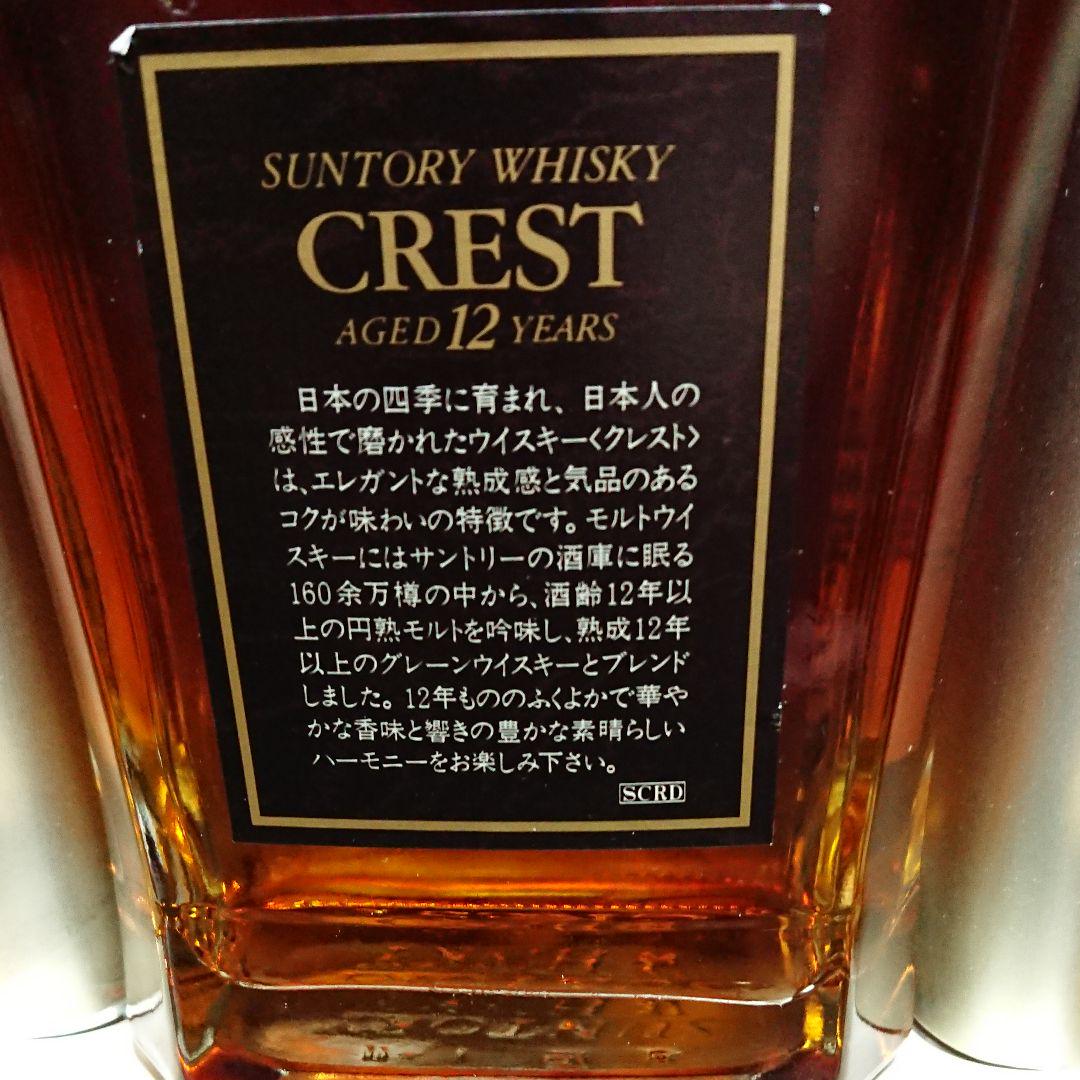 SUNTORY WHISKY
CREST
AGED 12 YEARS
日本の四季に育まれ、日本人の
感性で磨かれたウイスキー〈クレスト〉
は、エレガントな熟成感と気品のある
コクが味わいの特徴です。モルトウイ
スキーにはサントリーの酒庫に眠る
160余万樽の中から、酒齢12年以
上の円熟モルトを吟味し、熟成12年
以上のグレーンウイスキーとブレンド
しました。12年もののふくよかで華や
かな香味と響きの豊かな素晴らしい
ハーモニーをお楽しみ下さい。
SCRD